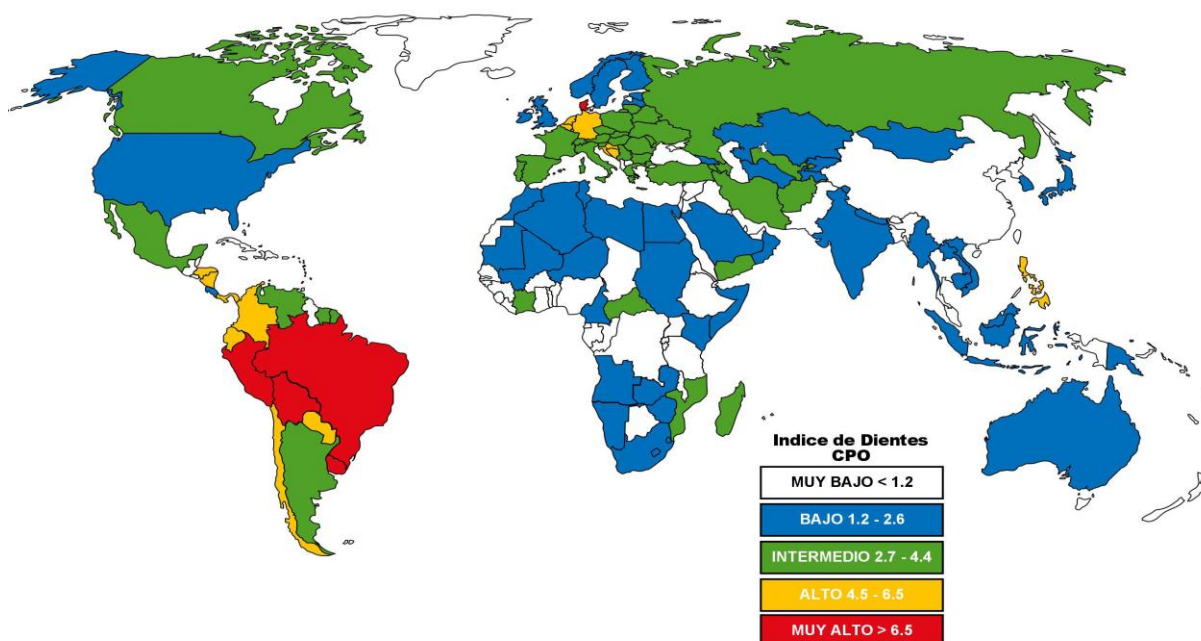 Indice de Dientes
CPO
MUY BAJO < 1.2
BAJO 1.2 - 2.6
INTERMEDIO 2.7 - 4.4
ALTO 4.5 - 6.5
MUY ALTO > 6.5